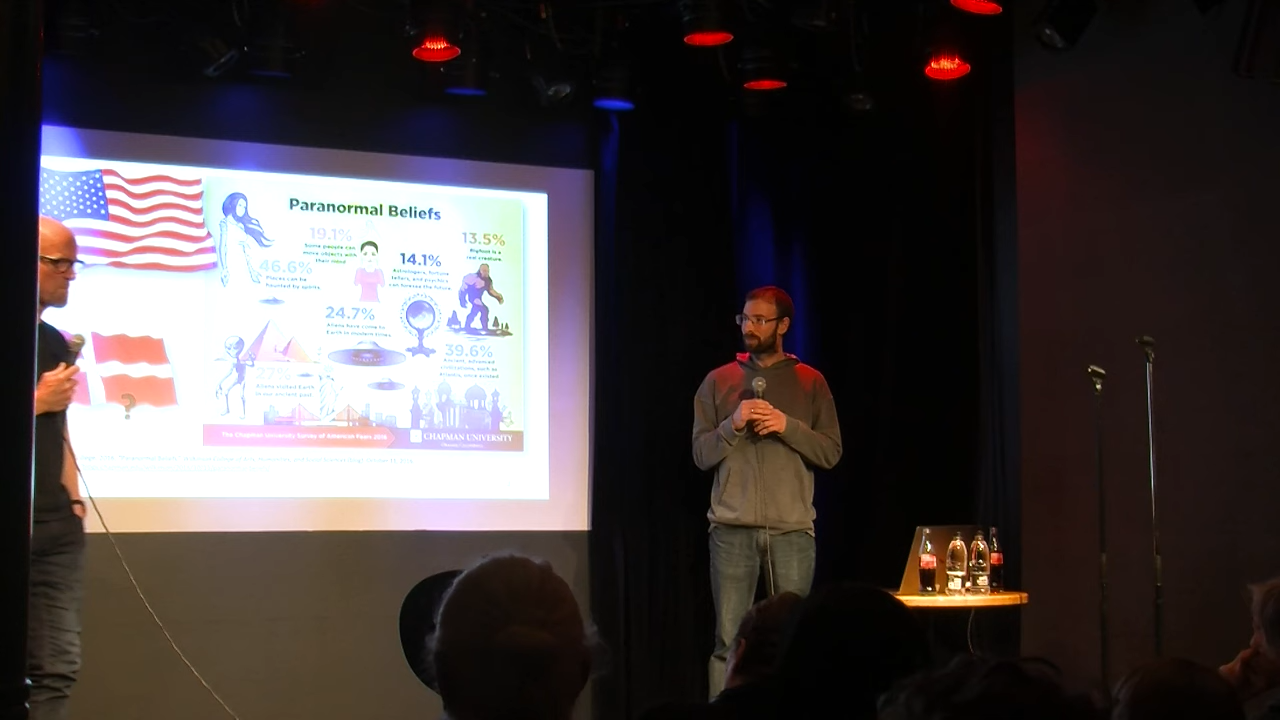 Paranormal Beliefs
19.1%
Some people can
move objects with
their mind
13.5%
Bigfoot is a
real creature
46.6%
Places can be
haunted by spirits
14.1%
Astrologers, fortune
tellers, and psychics
can foresee the future
24.7%
Aliens have come to
Earth in modern times
39.6%
Ancient, advanced
civilizations, such as
Atlantis, once existed
27%
Aliens visited Earth
in our ancient past
?
The Chapman University Survey of American Fears 2016
CHAPMAN UNIVERSITY